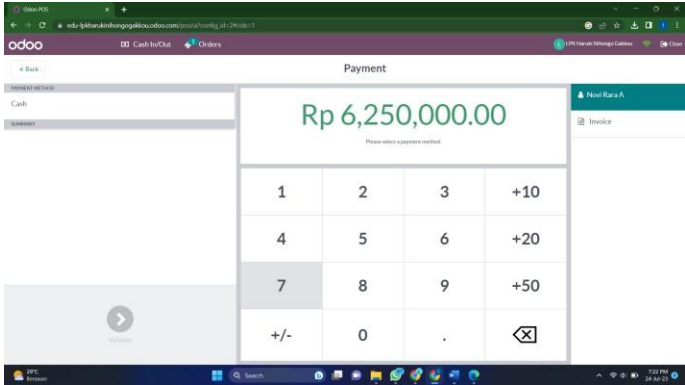 Odoo POS
edu-lpkharukinihongogakkou.odoo.com/pos/ui?config_id=2#cids=1
odoo
Cash In/Out
1
Orders
LPK Haruki Nihongo Gakkou
Close
< Back
Payment
PAYMENT METHOD
Cash
SUMMARY
Rp 6,250,000.00
Please select a payment method.
Novi Rara A
Invoice
1 2 3 +10
4 5 6 +20
7 8 9 +50
+/- 0 .
Validate
29°C
Berawan
Search
7:22 PM
24-Jul-23